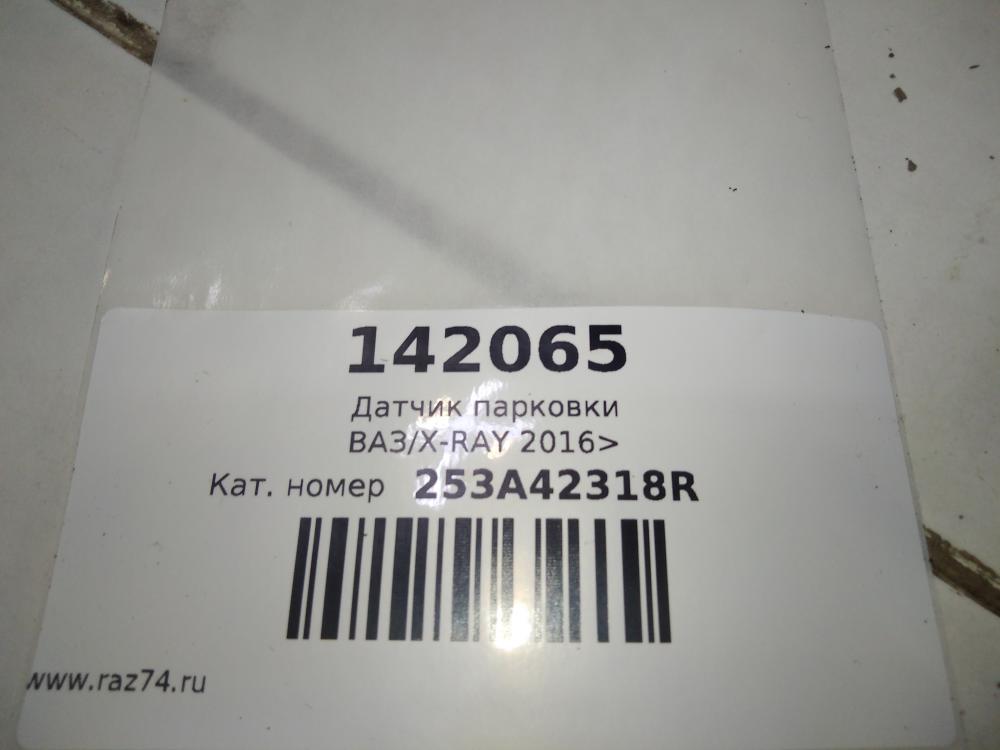 142065
Датчик парковки
ВАЗ/X-RAY 2016>
Кат. номер 253A42318R
www.raz74.ru